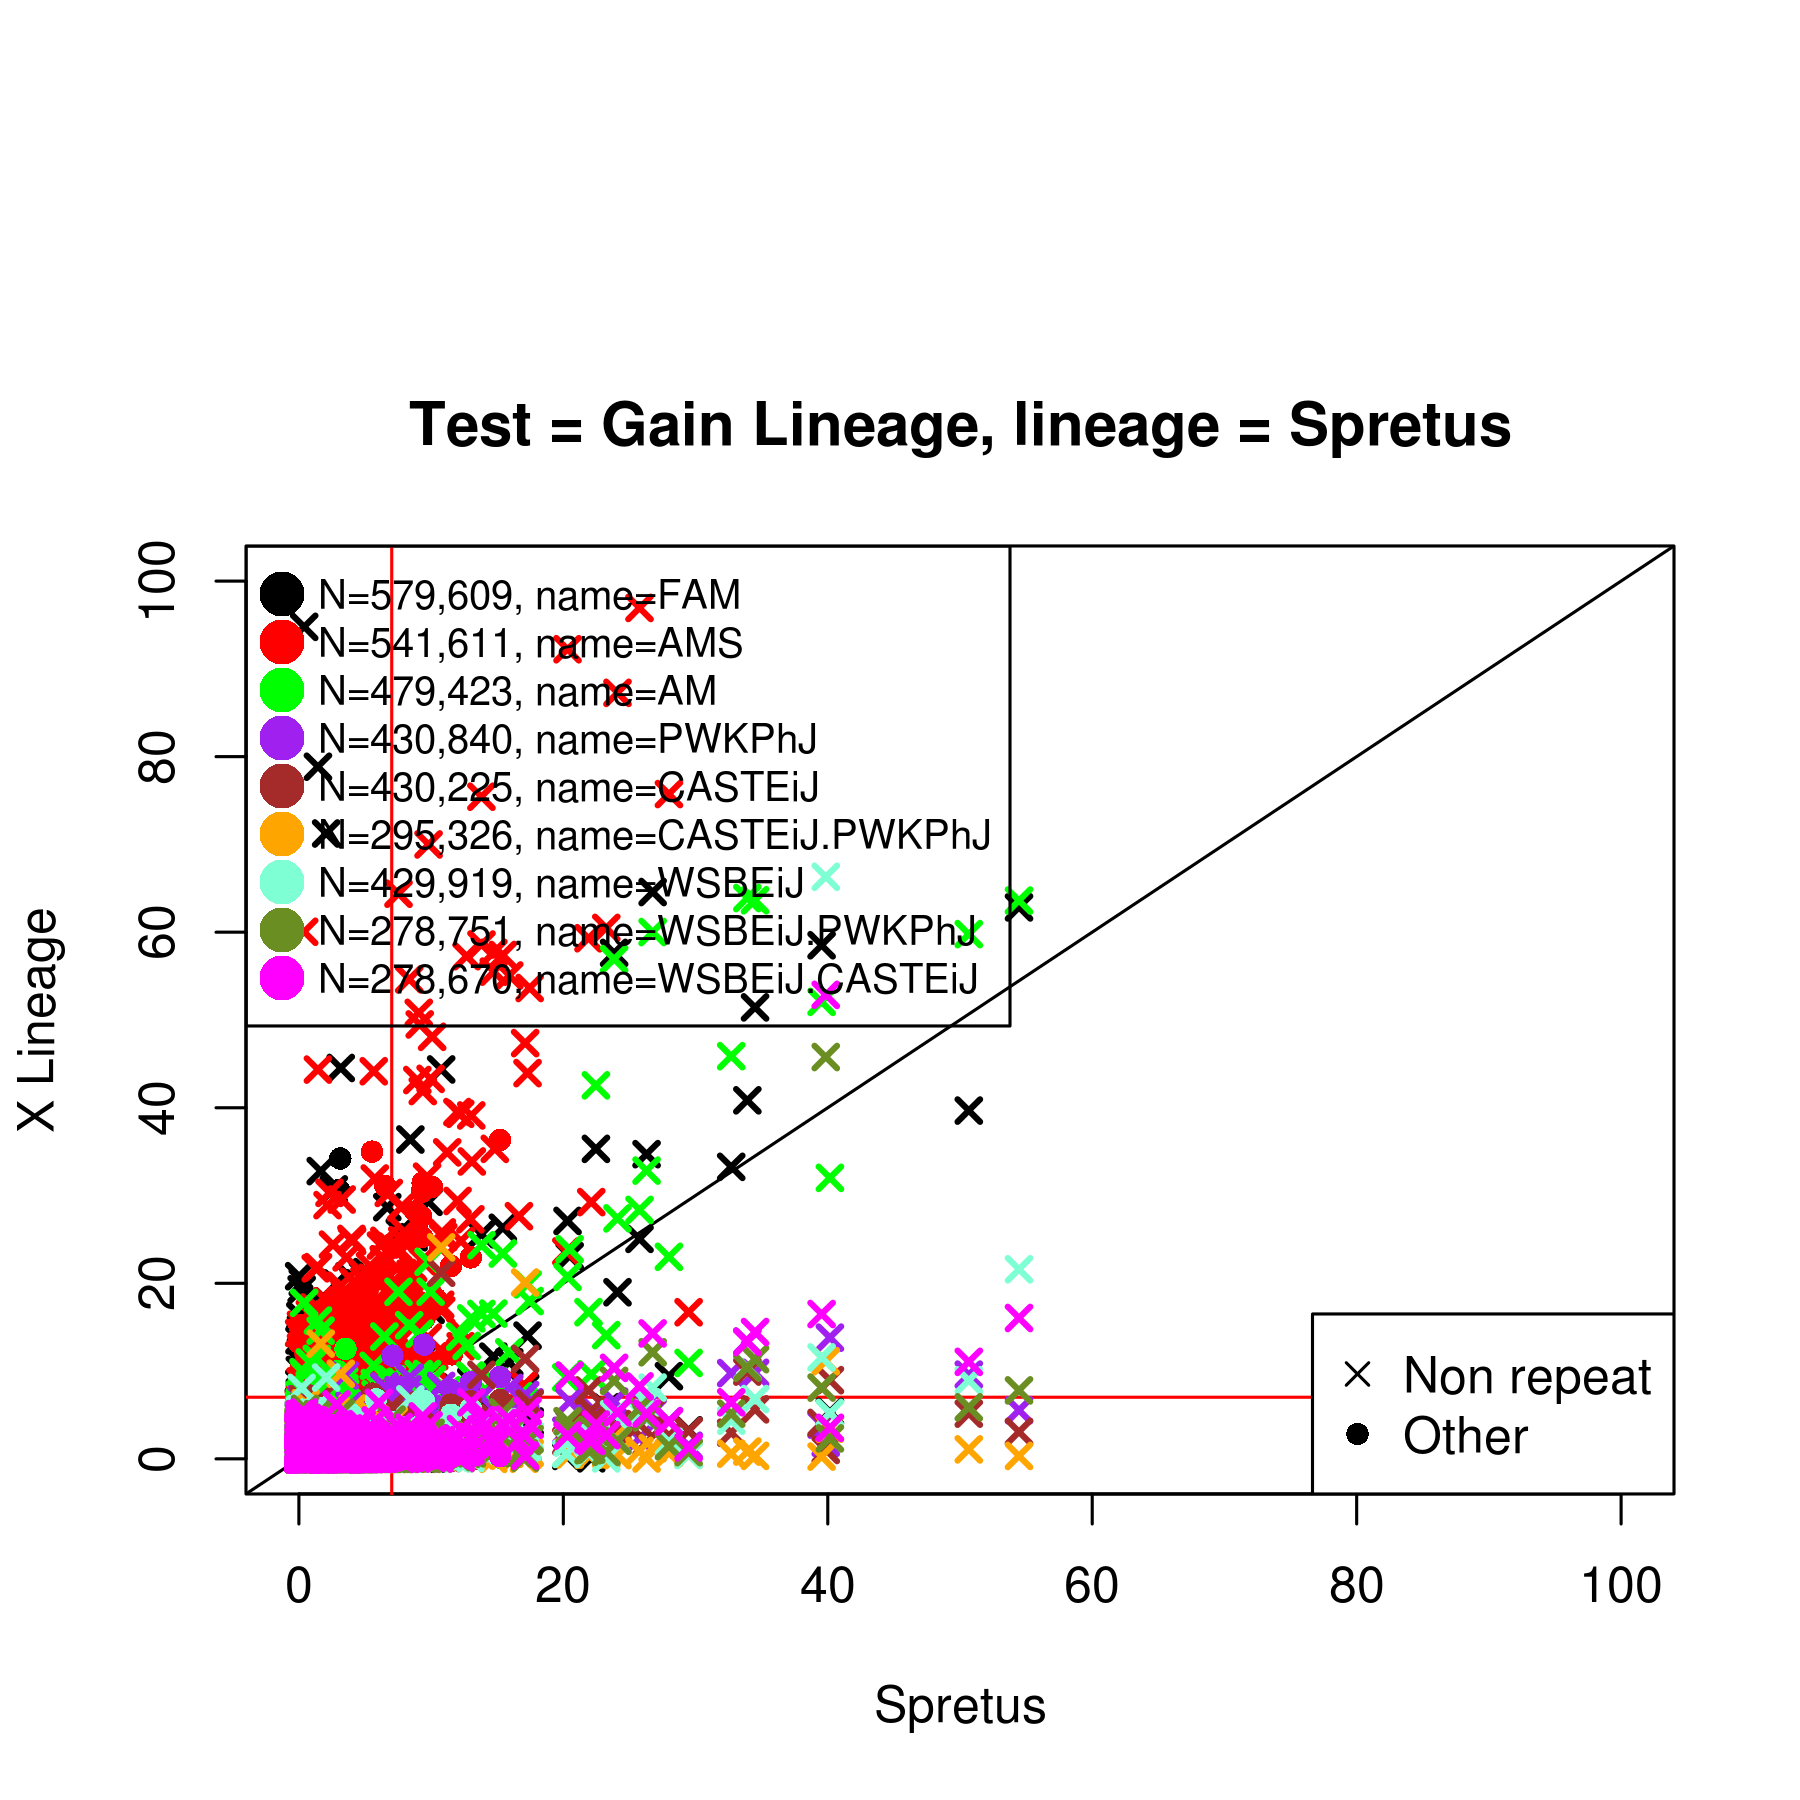 Test = Gain Lineage, lineage = Spretus
X Lineage
100
80
60
40
20
0
N=579,609, name=FAM
N=541,611, name=AMS
N=479,423, name=AM
N=430,840, name=PWKPhJ
N=430,225, name=CASTEiJ
N=295,326, name=CASTEiJ.PWKPhJ
N=429,919, name=WSBEiJ
N=278,751, name=WSBEiJ.PWKPhJ
N=278,670, name=WSBEiJ.CASTEiJ
Non repeat
Other
0 20 40 60 80 100
Spretus